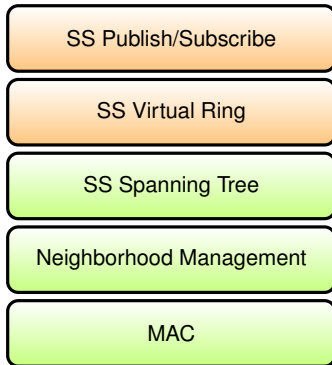 SS Publish/Subscribe
SS Virtual Ring
SS Spanning Tree
Neighborhood Management
MAC